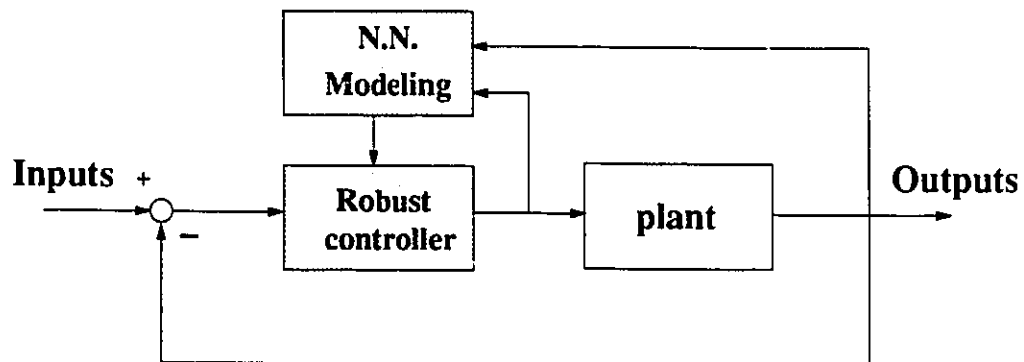 N.N.
Modeling
Inputs +
Robust
controller
plant
Outputs
−